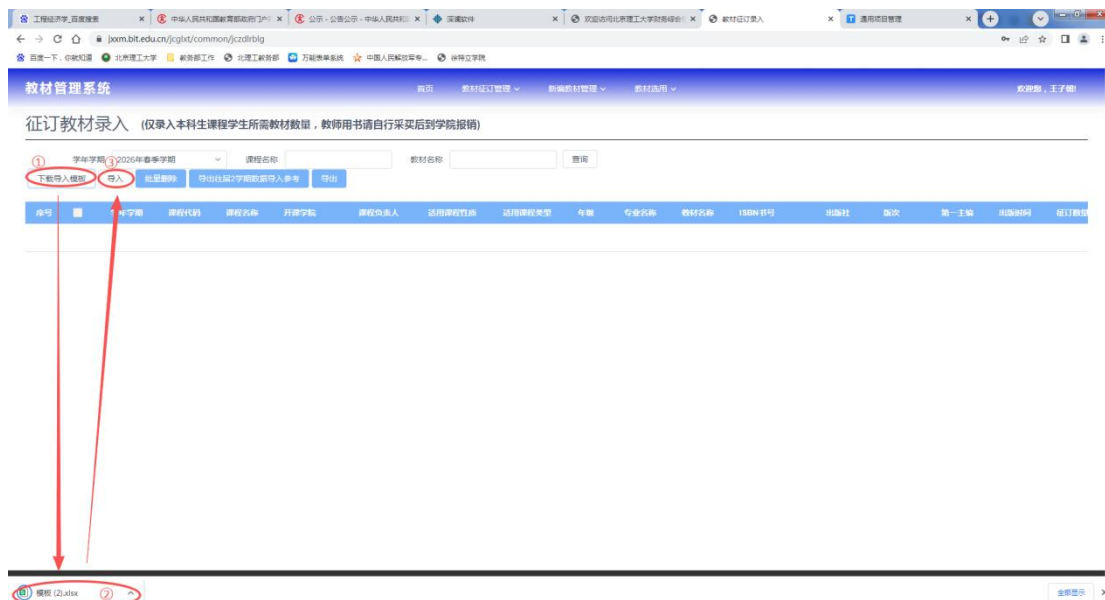 工程经济学_百度搜索
中华人民共和国教育部政府门户
公示 - 公告公示 - 中华人民共和
深澜软件
欢迎访问北京理工大学财务综合
教材征订录入
通用项目管理
jxxm.bit.edu.cn/jcglxt/common/jczdlrblg
百度一下，你就知道 北京理工大学 教务部工作 北理工教务部 万能表单系统 中国人民解放军专... 徐特立学院
教材管理系统 首页 教材征订管理 新编教材管理 教材选用 欢迎您，王子朝!
征订教材录入 (仅录入本科生课程学生所需教材数量，教师用书请自行采买后到学院报销)
① 学年学期 ③ 2026年春季学期 课程名称 教材名称 查询
下载导入模板 导入 批量删除 导出往届2学期数据导入参考 导出
序号 学年学期 课程代码 课程名称 开课学院 课程负责人 适用课程性质 适用课程类型 年级 专业名称 教材名称 ISBN书号 出版社 版次 第一主编 出版时间 征订数量
模板 (2).xlsx ② 全部显示